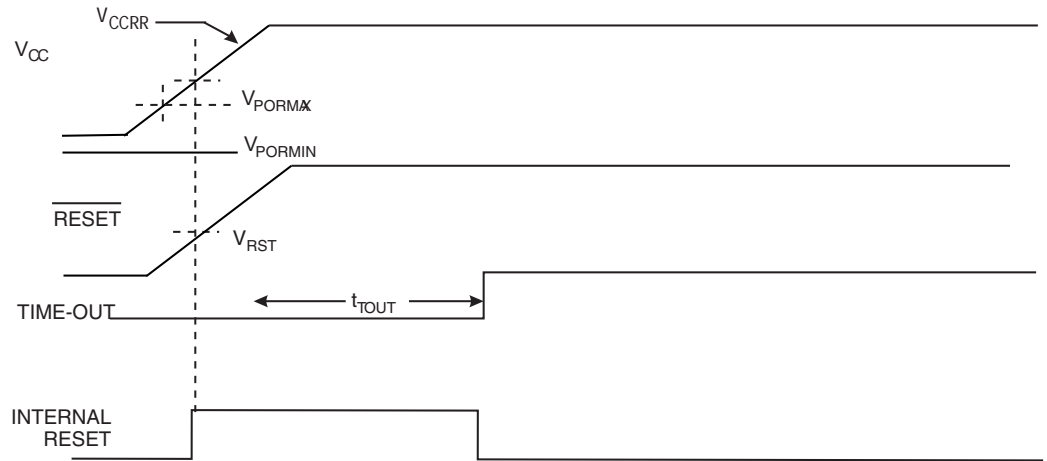 VCCRR
VCC
VPORMAX
VPORMIN
RESET
VRST
tTOUT
TIME-OUT
INTERNAL
RESET